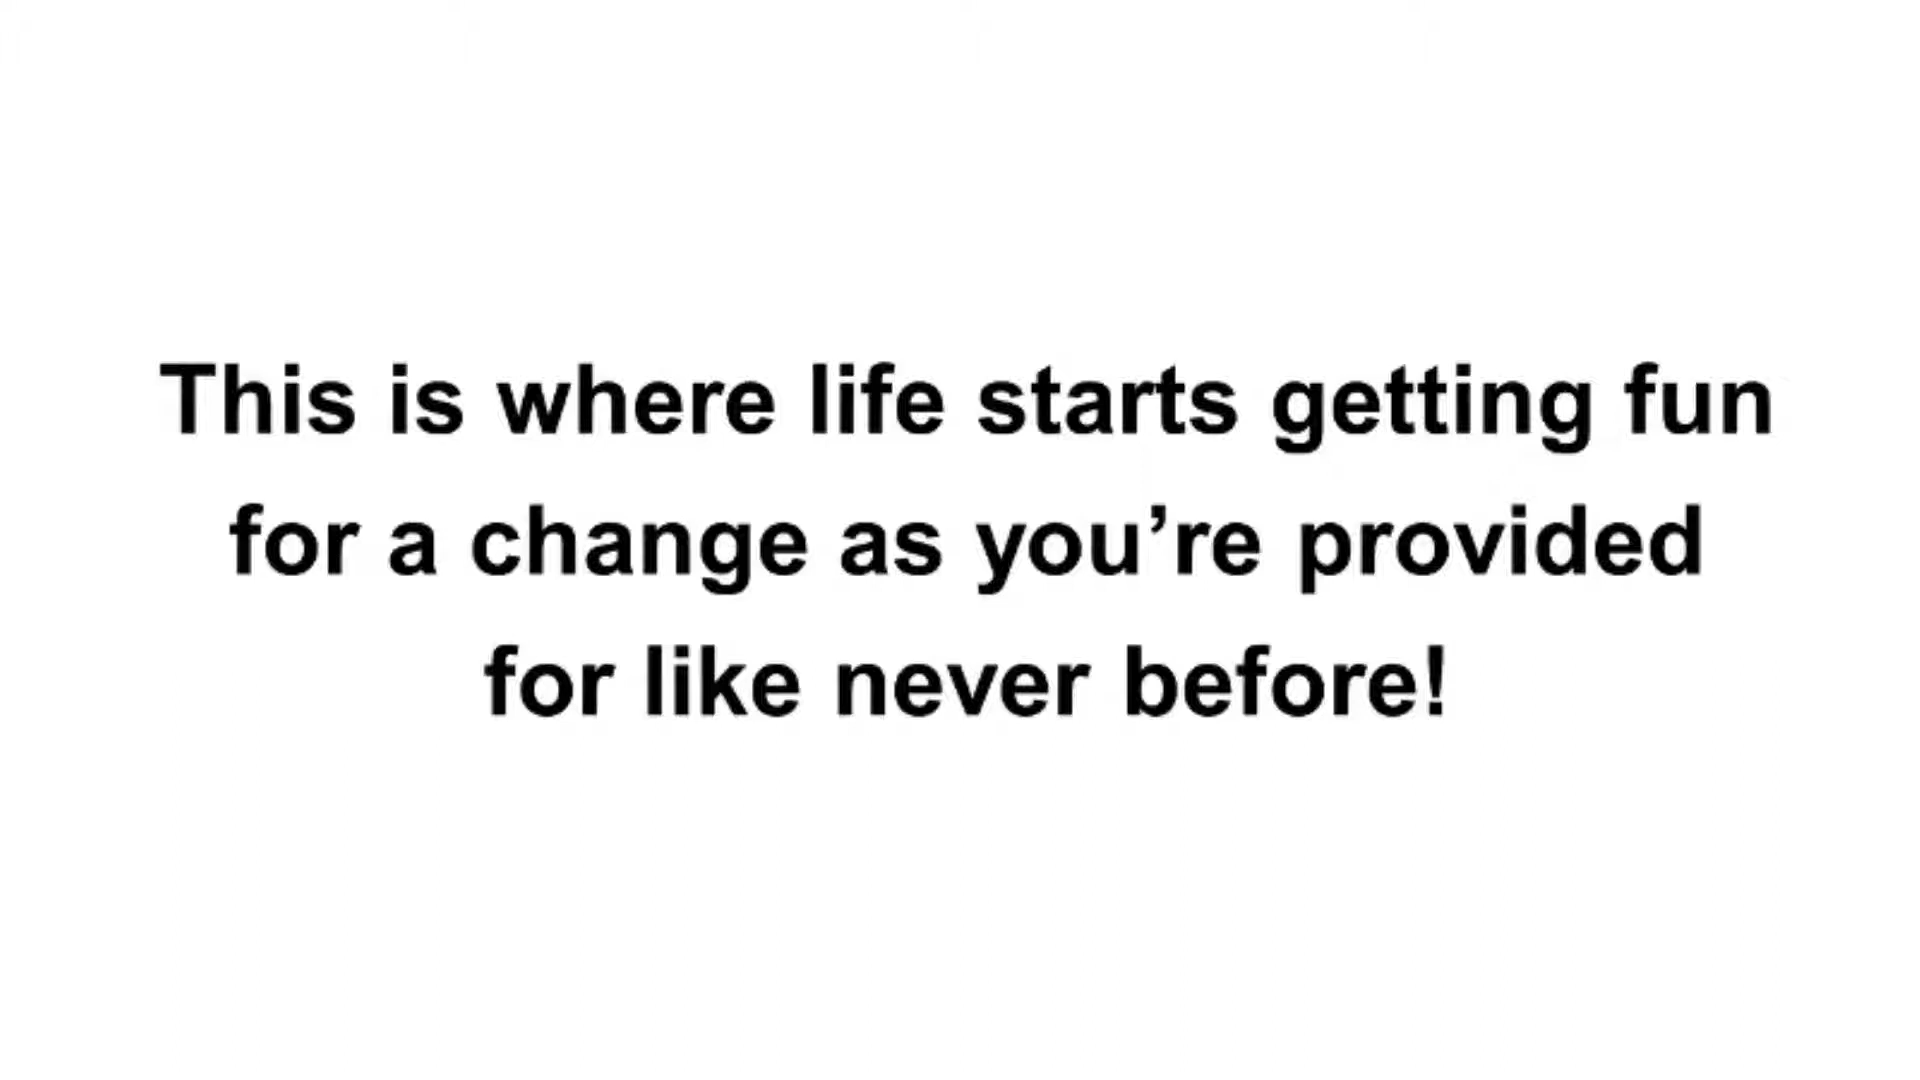 This is where life starts getting fun
for a change as you’re provided
for like never before!